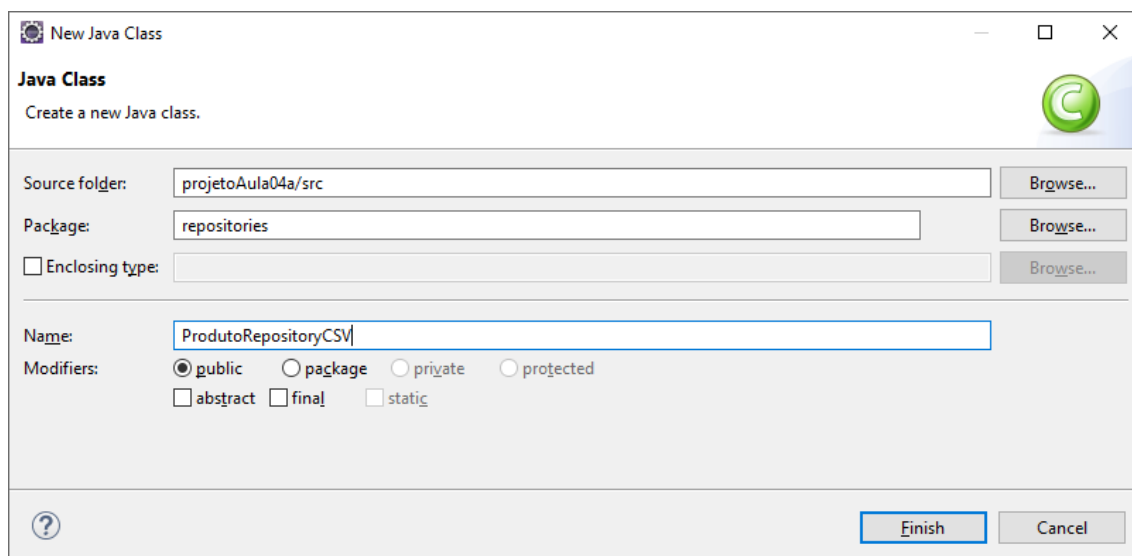 New Java Class
Java Class
Create a new Java class.
Source folder: projetoAula04a/src Browse...
Package: repositories Browse...
Enclosing type: Browse...
Name: ProdutoRepositoryCSV
Modifiers: public package private protected
abstract final static
? Finish Cancel